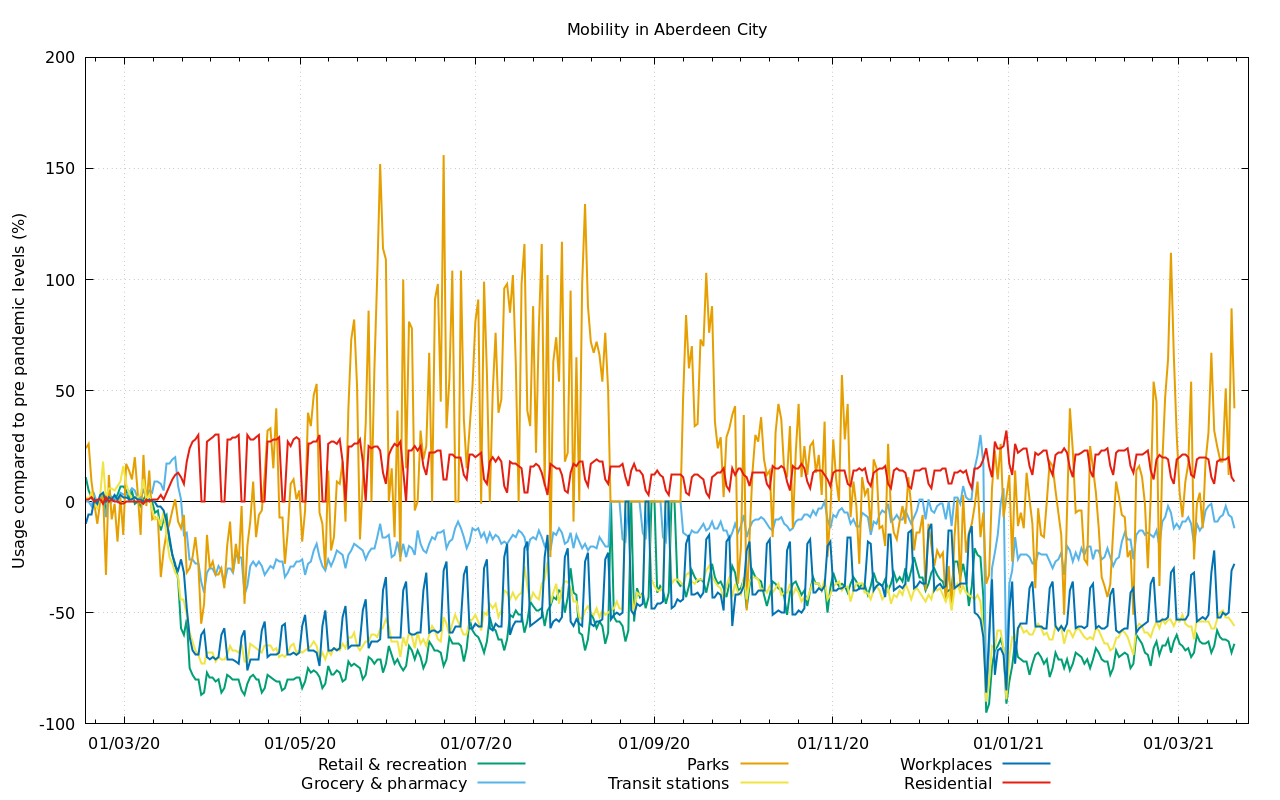 Mobility in Aberdeen City
Usage compared to pre pandemic levels (%)
200
150
100
50
0
-50
-100
01/03/20 01/05/20 01/07/20 01/09/20 01/11/20 01/01/21 01/03/21
Retail & recreation Parks Workplaces
Grocery & pharmacy Transit stations Residential